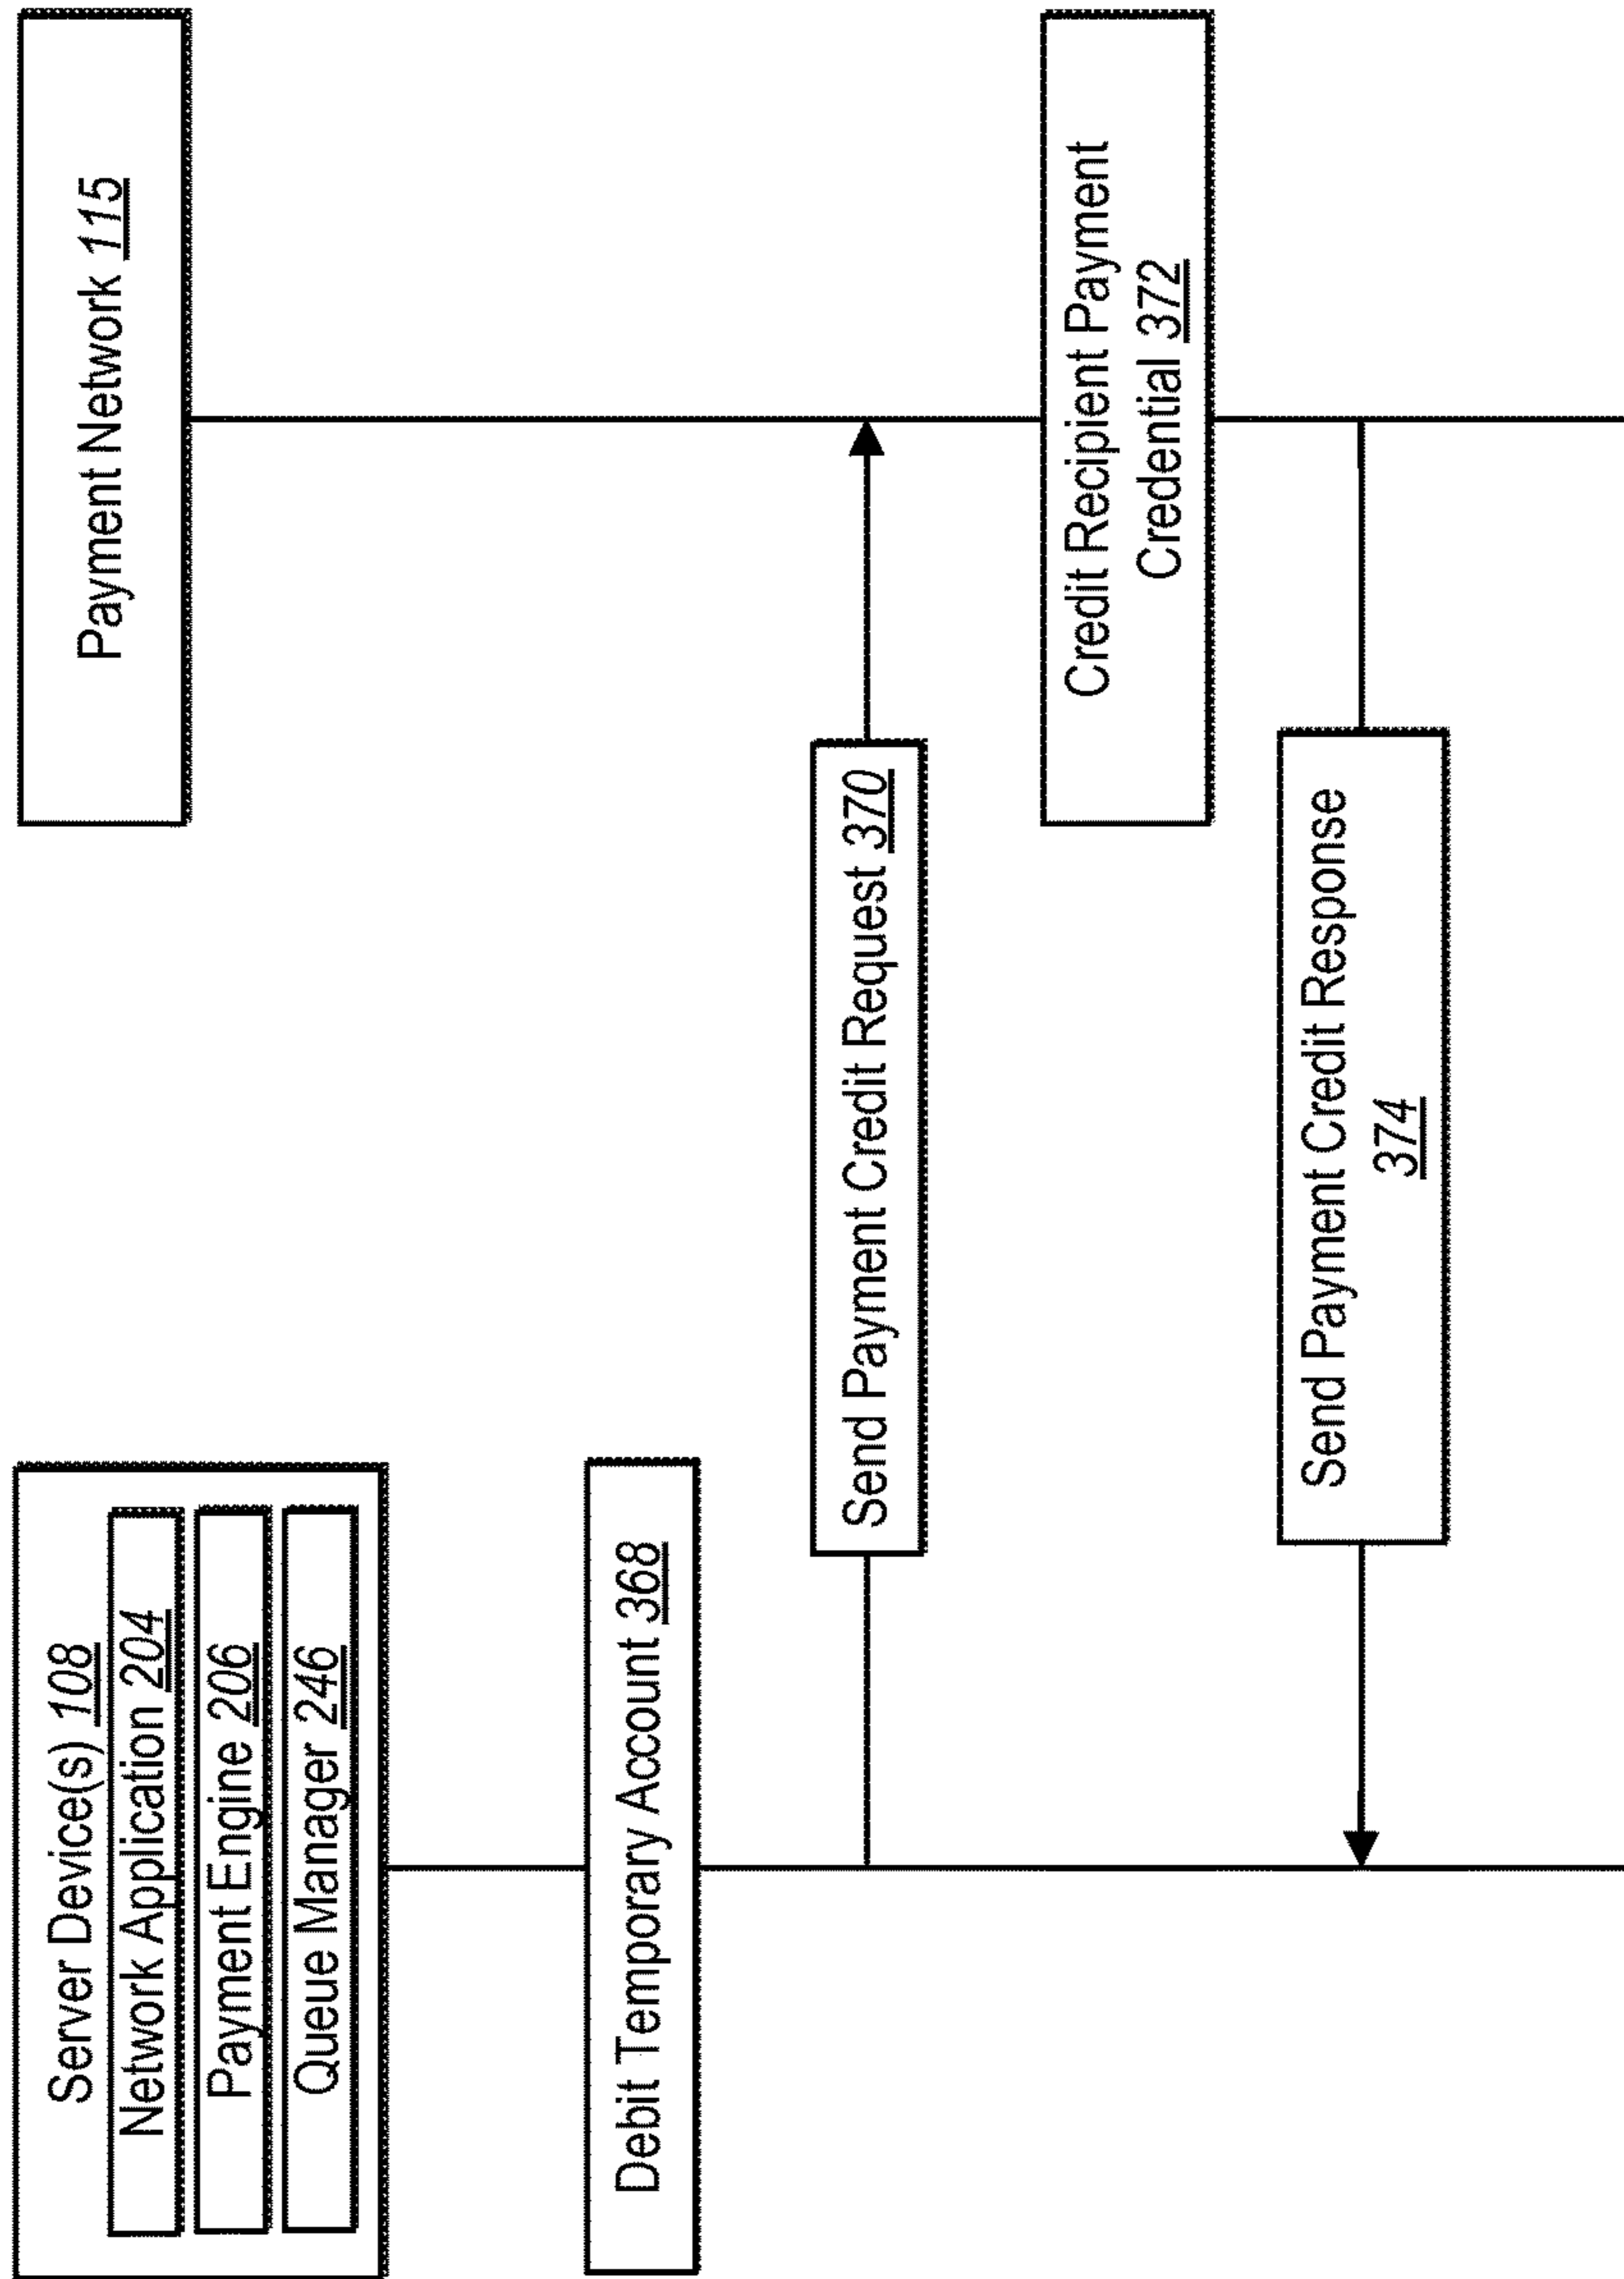 Server Device(s) 108
Network Application 204
Payment Engine 206
Queue Manager 246
Payment Network 115
Debit Temporary Account 368
Send Payment Credit Request 370
Credit Recipient Payment
Credential 372
Send Payment Credit Response
374